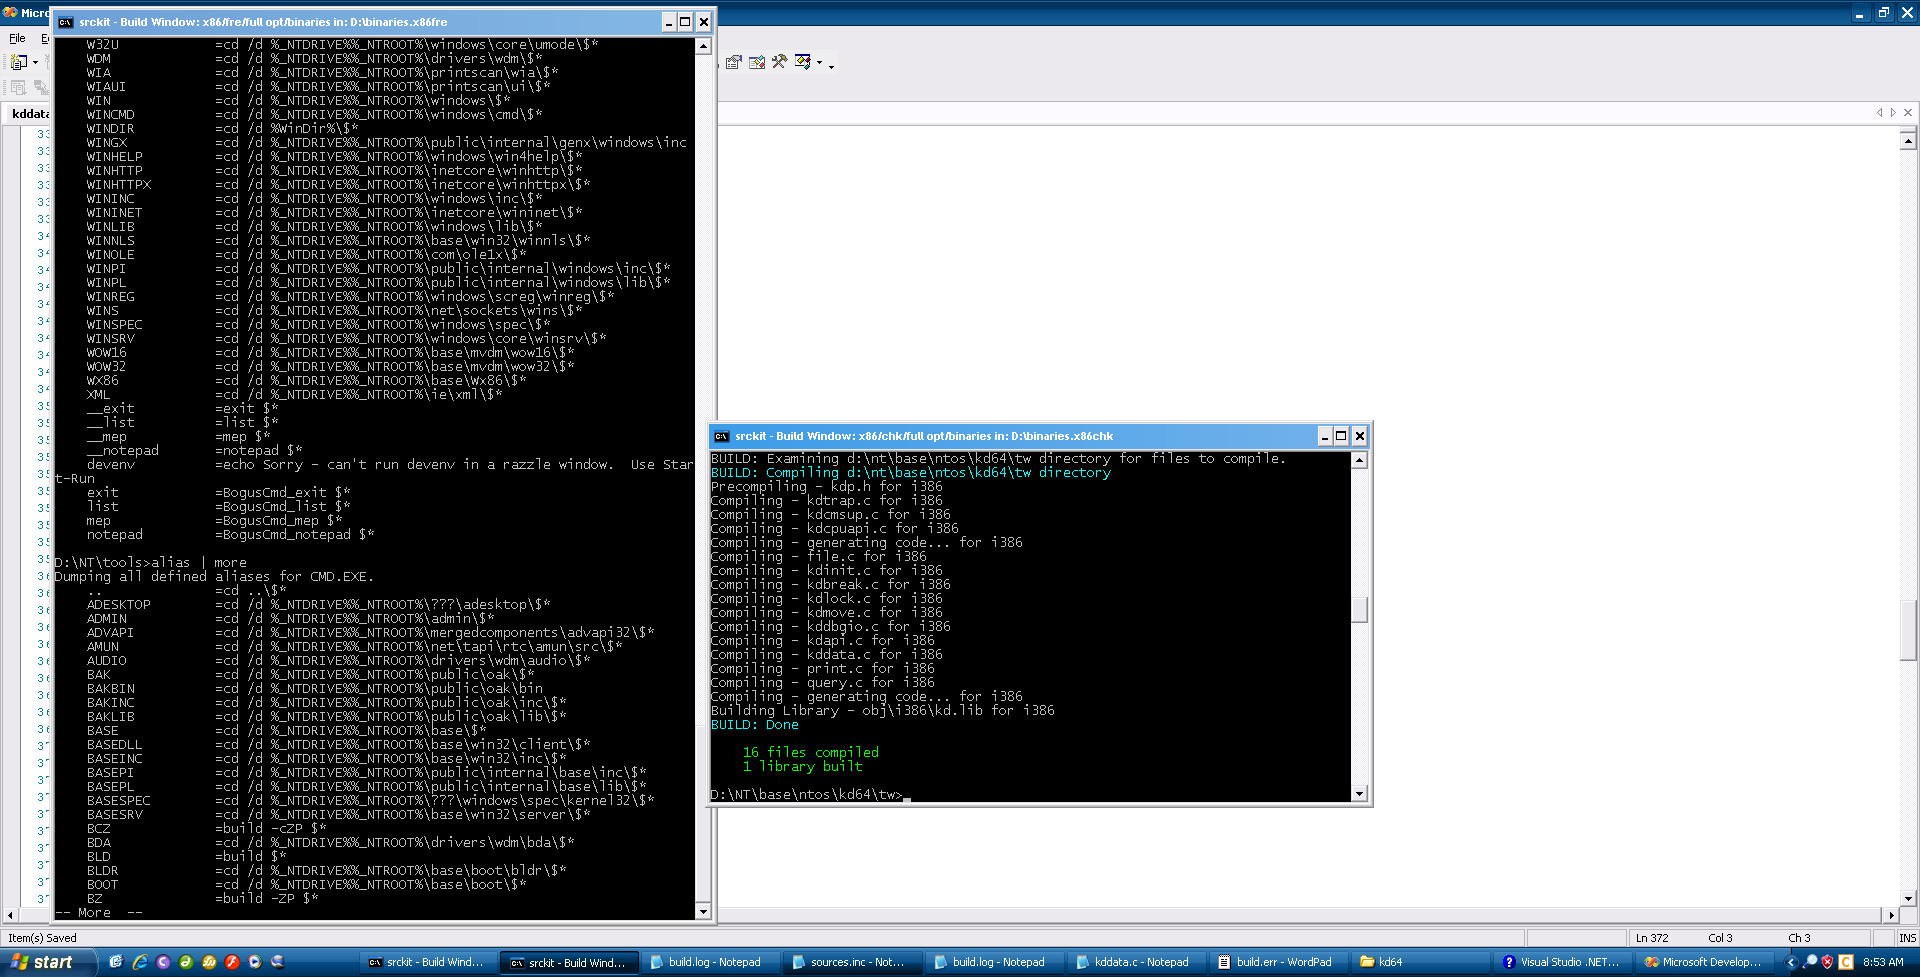 Micro
srckit - Build Window: x86/fre/full opt/binaries in: D:\binaries.x86fre
File
kddata
W32U =cd /d %_NTDRIVE%%_NTROOT%\windows\core\umode\$*
WDM =cd /d %_NTDRIVE%%_NTROOT%\drivers\wdm\$*
WIA =cd /d %_NTDRIVE%%_NTROOT%\printscan\wia\$*
WIAUI =cd /d %_NTDRIVE%%_NTROOT%\printscan\ui\$*
WIN =cd /d %_NTDRIVE%%_NTROOT%\windows\$*
WINCMD =cd /d %_NTDRIVE%%_NTROOT%\windows\cmd\$*
WINDIR =cd /d %WinDir%\$*
WINGX =cd /d %_NTDRIVE%%_NTROOT%\public\internal\genx\windows\inc
WINHELP =cd /d %_NTDRIVE%%_NTROOT%\windows\win4help\$*
WINHTTP =cd /d %_NTDRIVE%%_NTROOT%\inetcore\winhttp\$*
WINHTTPX =cd /d %_NTDRIVE%%_NTROOT%\inetcore\winhttpx\$*
WININC =cd /d %_NTDRIVE%%_NTROOT%\windows\inc\$*
WININET =cd /d %_NTDRIVE%%_NTROOT%\inetcore\wininet\$*
WINLIB =cd /d %_NTDRIVE%%_NTROOT%\windows\lib\$*
WINNLS =cd /d %_NTDRIVE%%_NTROOT%\base\win32\winnls\$*
WINOLE =cd /d %_NTDRIVE%%_NTROOT%\com\ole1x\$*
WINPI =cd /d %_NTDRIVE%%_NTROOT%\public\internal\windows\inc\$*
WINPL =cd /d %_NTDRIVE%%_NTROOT%\public\internal\windows\lib\$*
WINREG =cd /d %_NTDRIVE%%_NTROOT%\windows\screg\winreg\$*
WINS =cd /d %_NTDRIVE%%_NTROOT%\net\sockets\wins\$*
WINSPEC =cd /d %_NTDRIVE%%_NTROOT%\windows\spec\$*
WINSRV =cd /d %_NTDRIVE%%_NTROOT%\windows\core\winsrv\$*
WOW16 =cd /d %_NTDRIVE%%_NTROOT%\base\mvdm\wow16\$*
WOW32 =cd /d %_NTDRIVE%%_NTROOT%\base\mvdm\wow32\$*
WX86 =cd /d %_NTDRIVE%%_NTROOT%\base\Wx86\$*
XML =cd /d %_NTDRIVE%%_NTROOT%\ie\xml\$*
__exit =exit $*
__list =list $*
__mep =mep $*
__notepad =notepad $*
devenv =echo Sorry - can't run devenv in a razzle window.  Use Star
t-Run
exit =BogusCmd_exit $*
list =BogusCmd_list $*
mep =BogusCmd_mep $*
notepad =BogusCmd_notepad $*
D:\NT\tools>alias | more
Dumping all defined aliases for CMD.EXE.
.. =cd ..\$*
ADESKTOP =cd /d %_NTDRIVE%%_NTROOT%\???\adesktop\$*
ADMIN =cd /d %_NTDRIVE%%_NTROOT%\admin\$*
ADVAPI =cd /d %_NTDRIVE%%_NTROOT%\mergedcomponents\advapi32\$*
AMUN =cd /d %_NTDRIVE%%_NTROOT%\net\tapi\rtc\amun\src\$*
AUDIO =cd /d %_NTDRIVE%%_NTROOT%\drivers\wdm\audio\$*
BAK =cd /d %_NTDRIVE%%_NTROOT%\public\oak\$*
BAKBIN =cd /d %_NTDRIVE%%_NTROOT%\public\oak\bin
BAKINC =cd /d %_NTDRIVE%%_NTROOT%\public\oak\inc\$*
BAKLIB =cd /d %_NTDRIVE%%_NTROOT%\public\oak\lib\$*
BASE =cd /d %_NTDRIVE%%_NTROOT%\base\$*
BASEDLL =cd /d %_NTDRIVE%%_NTROOT%\base\win32\client\$*
BASEINC =cd /d %_NTDRIVE%%_NTROOT%\base\win32\inc\$*
BASEPI =cd /d %_NTDRIVE%%_NTROOT%\public\internal\base\inc\$*
BASEPL =cd /d %_NTDRIVE%%_NTROOT%\public\internal\base\lib\$*
BASESPEC =cd /d %_NTDRIVE%%_NTROOT%\???\windows\spec\kernel32\$*
BASESRV =cd /d %_NTDRIVE%%_NTROOT%\base\win32\server\$*
BCZ =build -cZP $*
BDA =cd /d %_NTDRIVE%%_NTROOT%\drivers\wdm\bda\$*
BLD =build $*
BLDR =cd /d %_NTDRIVE%%_NTROOT%\base\boot\bldr\$*
BOOT =cd /d %_NTDRIVE%%_NTROOT%\base\boot\$*
BZ =build -ZP $*
-- More  --
srckit - Build Window: x86/chk/full opt/binaries in: D:\binaries.x86chk
BUILD: Examining d:\nt\base\ntos\kd64\tw directory for files to compile.
BUILD: Compiling d:\nt\base\ntos\kd64\tw directory
Precompiling - kdp.h for i386
Compiling - kdtrap.c for i386
Compiling - kdcmsup.c for i386
Compiling - kdcpuapi.c for i386
Compiling - generating code... for i386
Compiling - file.c for i386
Compiling - kdinit.c for i386
Compiling - kdbreak.c for i386
Compiling - kdlock.c for i386
Compiling - kdmove.c for i386
Compiling - kddbgio.c for i386
Compiling - kdapi.c for i386
Compiling - kddata.c for i386
Compiling - print.c for i386
Compiling - query.c for i386
Compiling - generating code... for i386
Building Library - obj\i386\kd.lib for i386
BUILD: Done
16 files compiled
1 library built
D:\NT\base\ntos\kd64\tw>_
Item(s) Saved
Ln 372
Col 3
Ch 3
INS
start
srckit - Build Wind...
srckit - Build Wind...
build.log - Notepad
sources.inc - Not...
build.log - Notepad
kddata.c - Notepad
build.err - WordPad
kd64
Visual Studio .NET...
Microsoft Develop...
8:53 AM